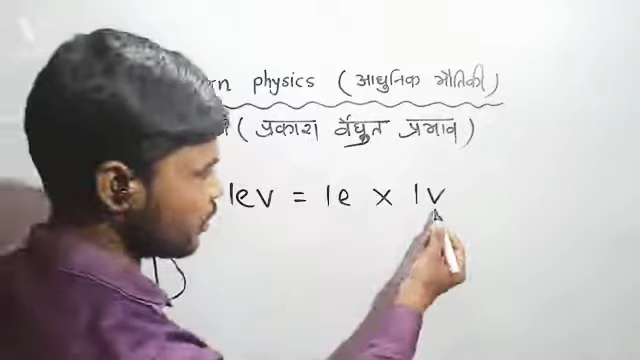 physics (आधुनिक भौतिकी)
(प्रकाश वैधुत प्रभाव)
1ev = 1e × 1v